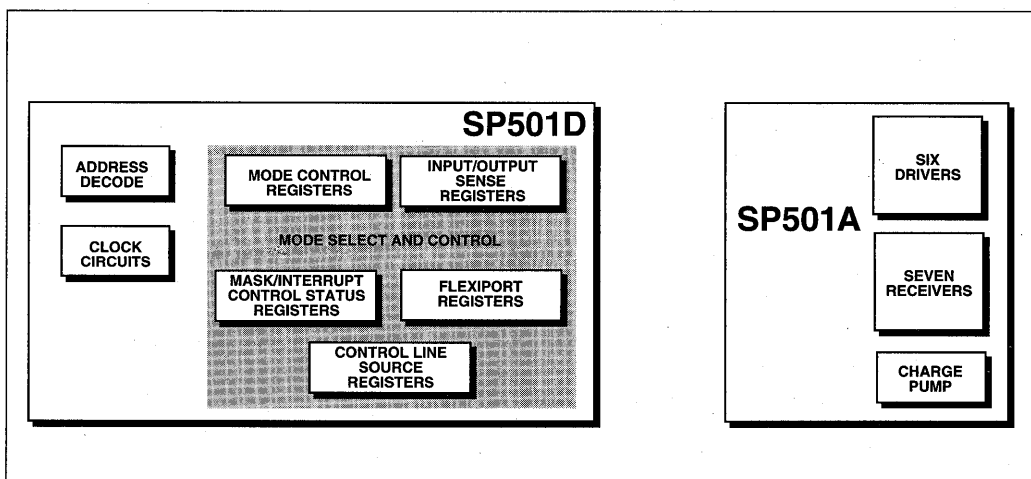 SP501D
ADDRESS
DECODE
CLOCK
CIRCUITS
MODE CONTROL
REGISTERS
INPUT/OUTPUT
SENSE
REGISTERS
MODE SELECT AND CONTROL
MASK/INTERRUPT
CONTROL STATUS
REGISTERS
FLEXIPORT
REGISTERS
CONTROL LINE
SOURCE
REGISTERS
SP501A
SIX
DRIVERS
SEVEN
RECEIVERS
CHARGE
PUMP